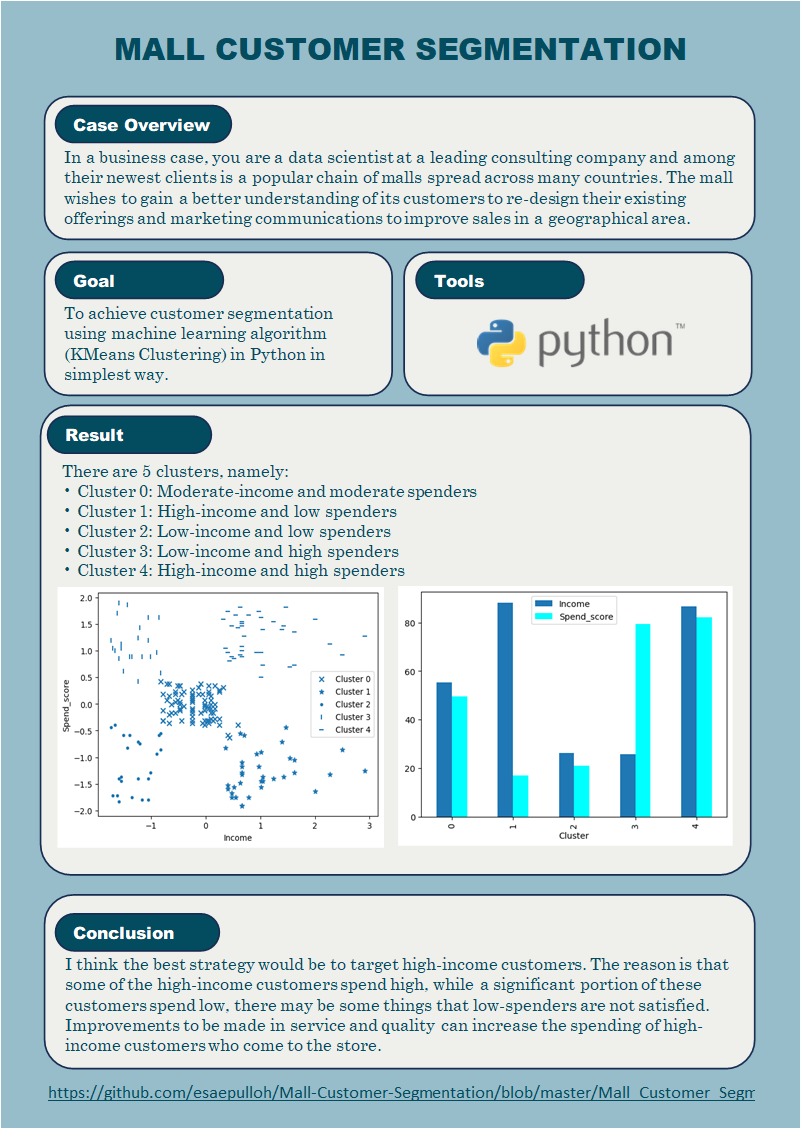 MALL CUSTOMER SEGMENTATION
Case Overview
In a business case, you are a data scientist at a leading consulting company and among
their newest clients is a popular chain of malls spread across many countries. The mall
wishes to gain a better understanding of its customers to re-design their existing
offerings and marketing communications to improve sales in a geographical area.
Goal
To achieve customer segmentation
using machine learning algorithm
(KMeans Clustering) in Python in
simplest way.
Tools
python™
Result
There are 5 clusters, namely:
• Cluster 0: Moderate-income and moderate spenders
• Cluster 1: High-income and low spenders
• Cluster 2: Low-income and low spenders
• Cluster 3: Low-income and high spenders
• Cluster 4: High-income and high spenders
2.0
1.5
1.0
0.5
0.0
−0.5
−1.0
−1.5
−2.0
Spend_score
Cluster 0
Cluster 1
Cluster 2
Cluster 3
Cluster 4
−1 0 1 2 3
Income
Income
Spend_score
80
60
40
20
0
0 1 2 3 4
Cluster
Conclusion
I think the best strategy would be to target high-income customers. The reason is that
some of the high-income customers spend high, while a significant portion of these
customers spend low, there may be some things that low-spenders are not satisfied.
Improvements to be made in service and quality can increase the spending of high-
income customers who come to the store.
https://github.com/esaepulloh/Mall-Customer-Segmentation/blob/master/Mall_Customer_Segm